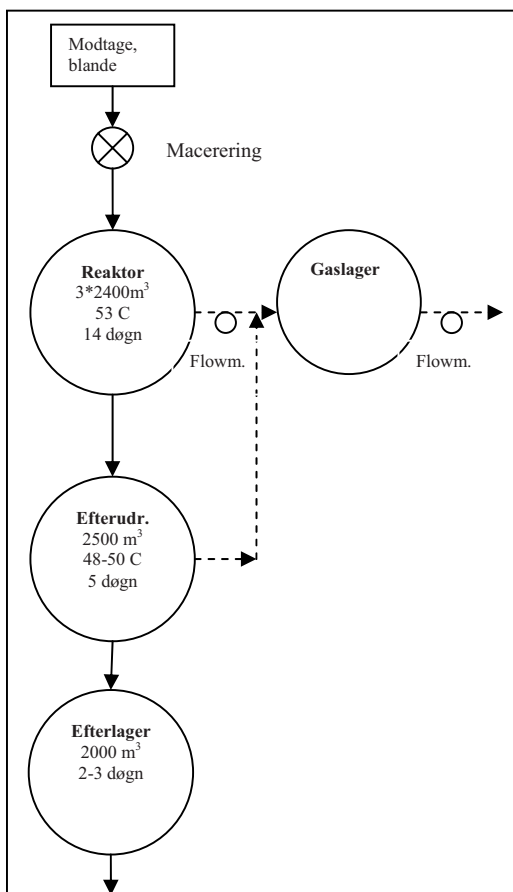 Modtage,
blande
Macerering
Reaktor
3*2400m³
53 C
14 døgn
Gaslager
Flowm.
Flowm.
Efterudr.
2500 m³
48-50 C
5 døgn
Efterlager
2000 m³
2-3 døgn